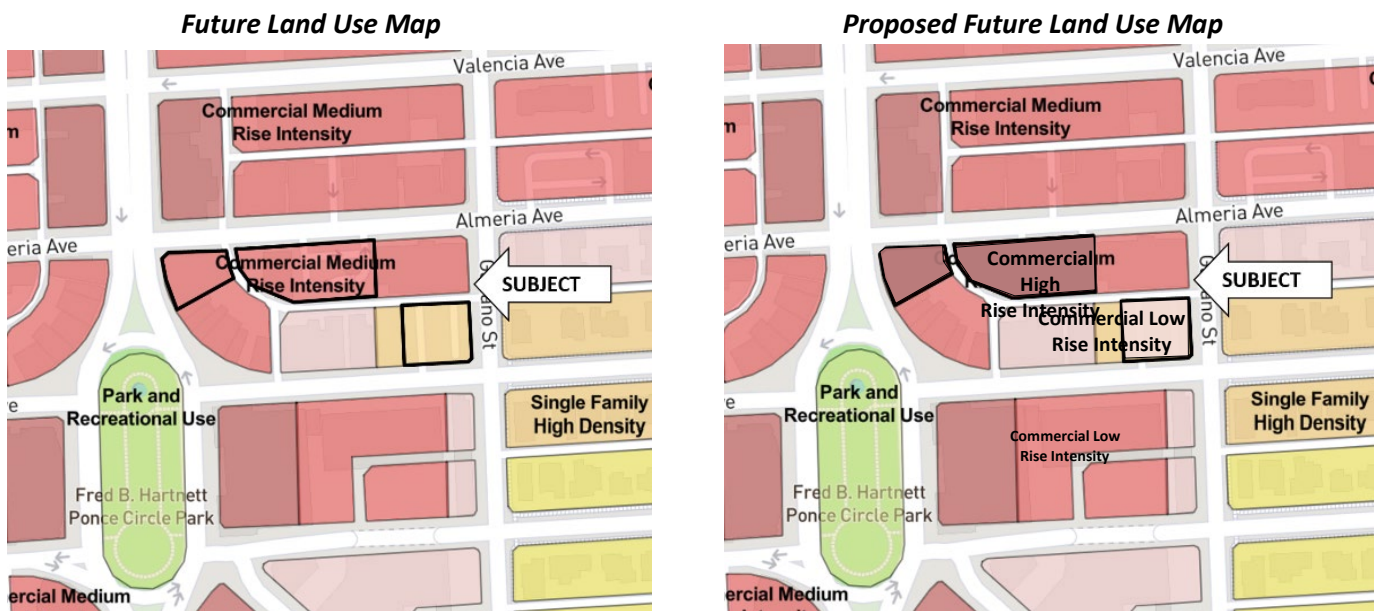 Future Land Use Map
Valencia Ave
Commercial Medium
Rise Intensity
m
Almeria Ave
meria Ave
Commercial Medium
Rise Intensity
SUBJECT
Park and
Recreational Use
Single Family
High Density
Fred B. Hartnett
Ponce Circle Park
ercial Medium
Proposed Future Land Use Map
Valencia Ave
Commercial Medium
Rise Intensity
m
Almeria Ave
eria Ave
Commercial
High
Rise Intensity
SUBJECT
Commercial Low
Rise Intensity
Park and
Recreational Use
Single Family
High Density
Commercial Low
Rise Intensity
Fred B. Hartnett
Ponce Circle Park
ercial Medium